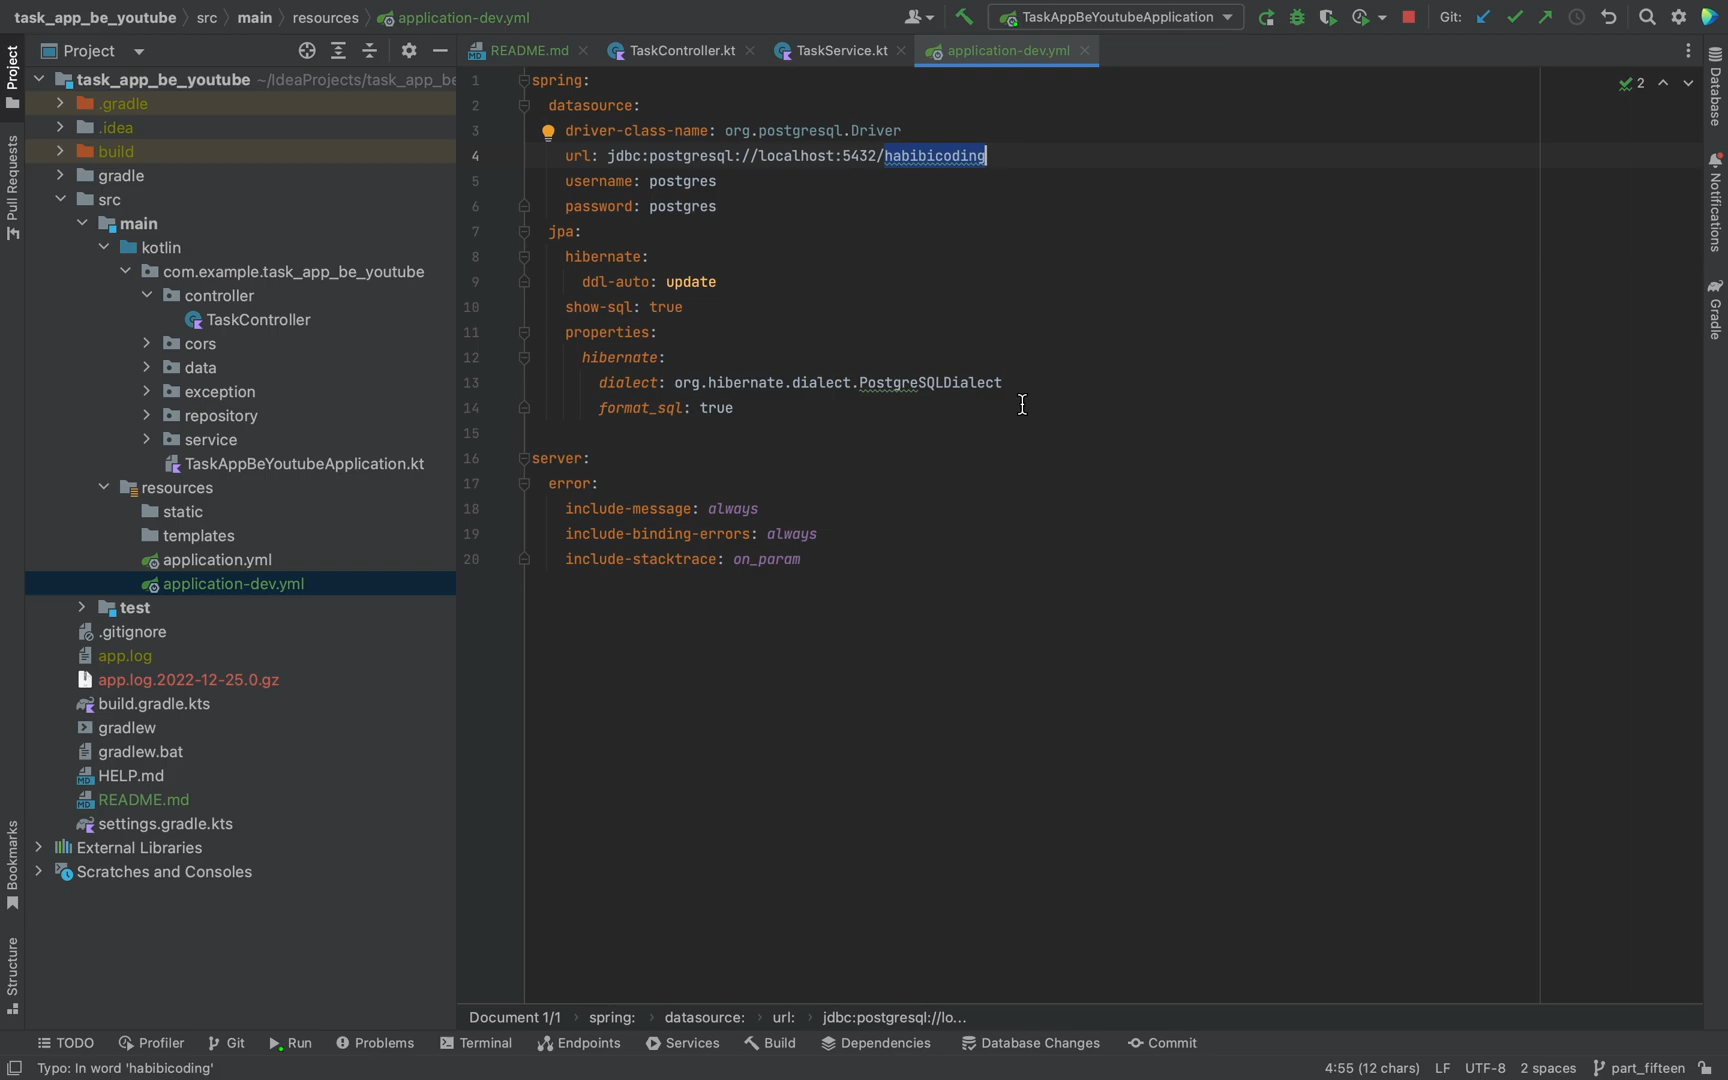 task_app_be_youtube > src > main > resources > application-dev.yml
TaskAppBeYoutubeApplication
Git:
Project
README.md
TaskController.kt
TaskService.kt
application-dev.yml
Project
Pull Requests
Bookmarks
Structure
task_app_be_youtube ~/IdeaProjects/task_app_be
.gradle
.idea
build
gradle
src
main
kotlin
com.example.task_app_be_youtube
controller
TaskController
cors
data
exception
repository
service
TaskAppBeYoutubeApplication.kt
resources
static
templates
application.yml
application-dev.yml
test
.gitignore
app.log
app.log.2022-12-25.0.gz
build.gradle.kts
gradlew
gradlew.bat
HELP.md
README.md
settings.gradle.kts
External Libraries
Scratches and Consoles
1 spring:
2 datasource:
3 driver-class-name: org.postgresql.Driver
4 url: jdbc:postgresql://localhost:5432/habibicoding
5 username: postgres
6 password: postgres
7 jpa:
8 hibernate:
9 ddl-auto: update
10 show-sql: true
11 properties:
12 hibernate:
13 dialect: org.hibernate.dialect.PostgreSQLDialect
14 format_sql: true
15
16 server:
17 error:
18 include-message: always
19 include-binding-errors: always
20 include-stacktrace: on_param
2
Database
Notifications
Gradle
Document 1/1 > spring: > datasource: > url: > jdbc:postgresql://lo...
TODO Profiler Git Run Problems Terminal Endpoints Services Build Dependencies Database Changes Commit
Typo: In word 'habibicoding'
4:55 (12 chars) LF UTF-8 2 spaces part_fifteen